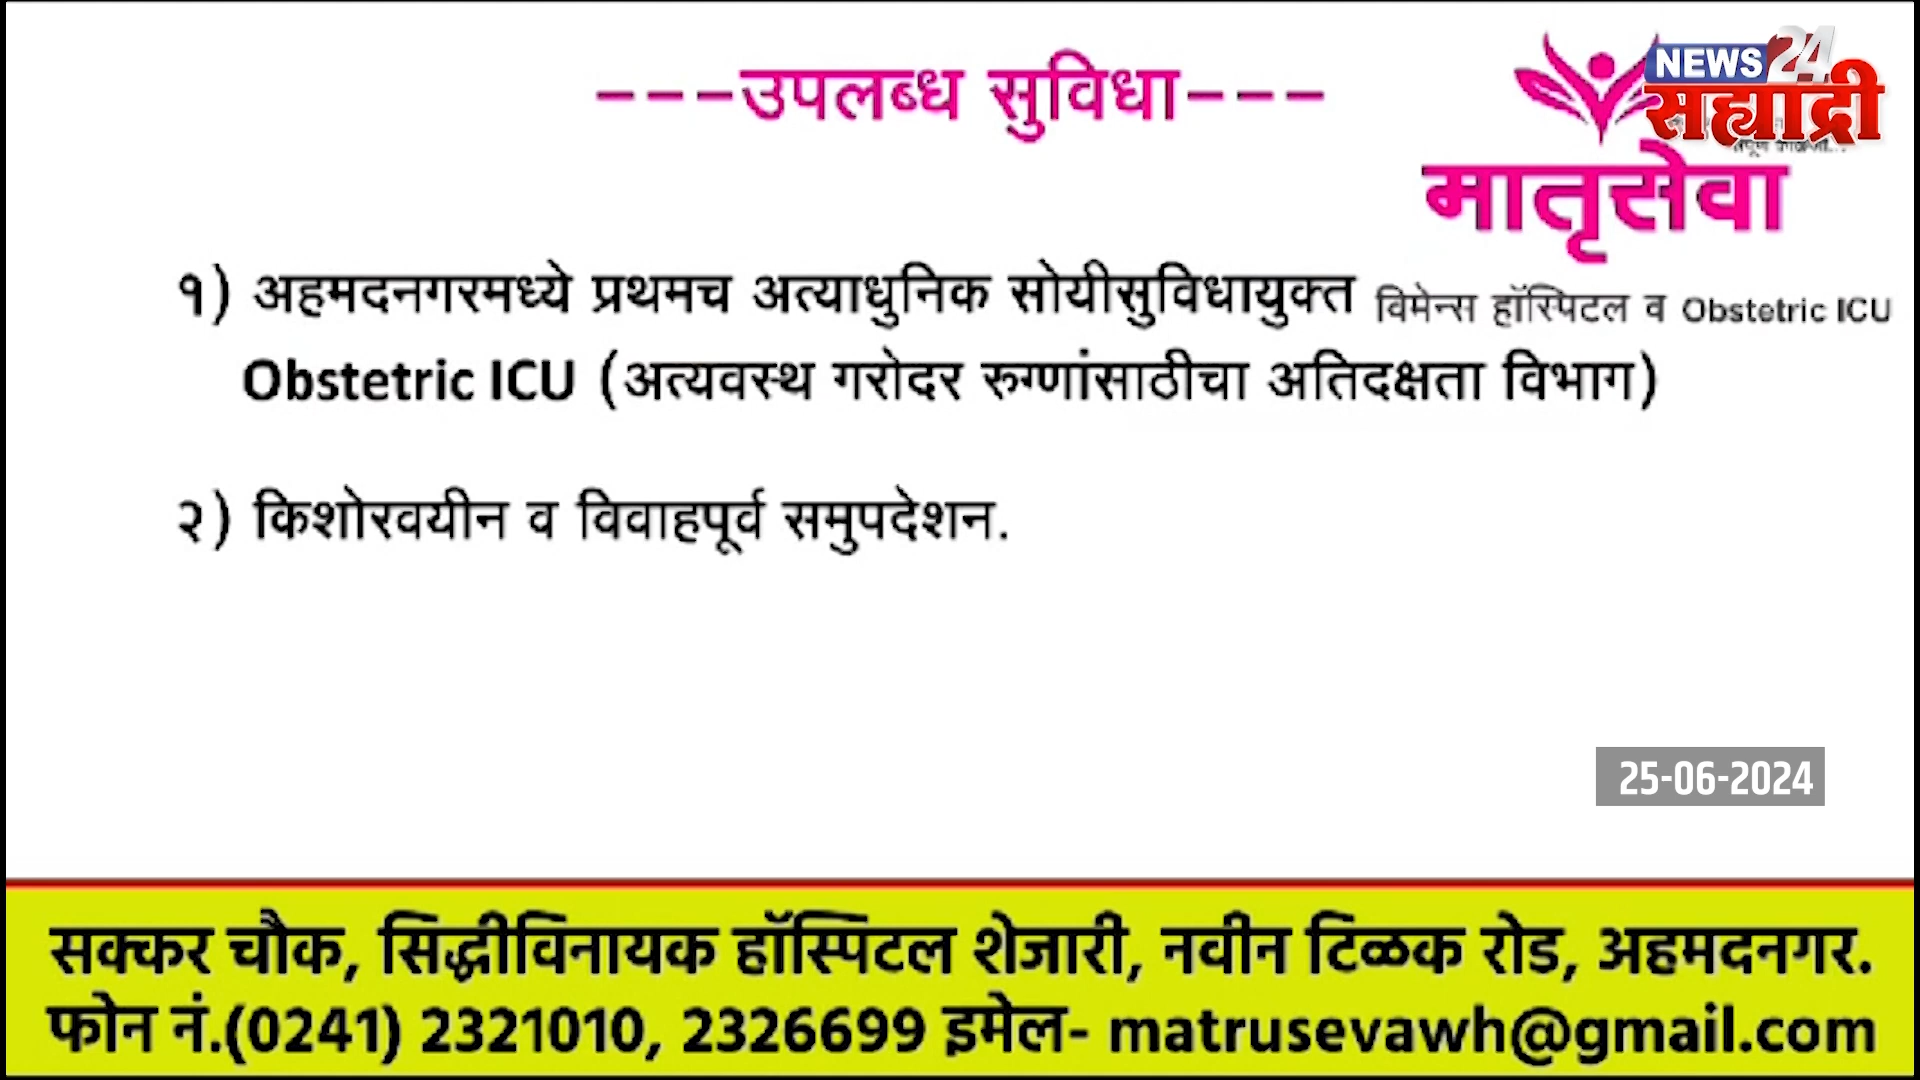 ---उपलब्ध सुविधा---
NEWS 24
सह्याद्री
मातृसेवा
विमेन्स हॉस्पिटल व Obstetric ICU
१) अहमदनगरमध्ये प्रथमच अत्याधुनिक सोयीसुविधायुक्त
Obstetric ICU (अत्यवस्थ गरोदर रुग्णांसाठीचा अतिदक्षता विभाग)
२) किशोरवयीन व विवाहपूर्व समुपदेशन.
25-06-2024
सक्कर चौक, सिद्धीविनायक हॉस्पिटल शेजारी, नवीन टिळक रोड, अहमदनगर.
फोन नं.(0241) 2321010, 2326699 इमेल- matrusevawh@gmail.com